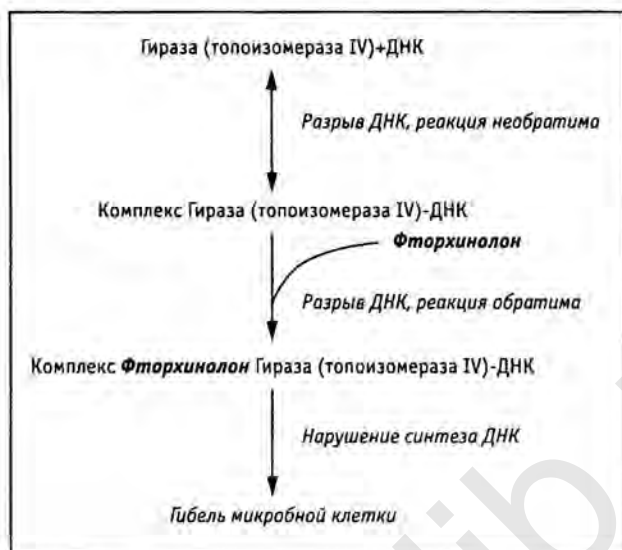 Гираза (топоизомераза IV)+ДНК
Разрыв ДНК, реакция необратима
Комплекс Гираза (топоизомераза IV)-ДНК
Фторхинолон
Разрыв ДНК, реакция обратима
Комплекс Фторхинолон Гираза (топоизомераза IV)-ДНК
Нарушение синтеза ДНК
Гибель микробной клетки